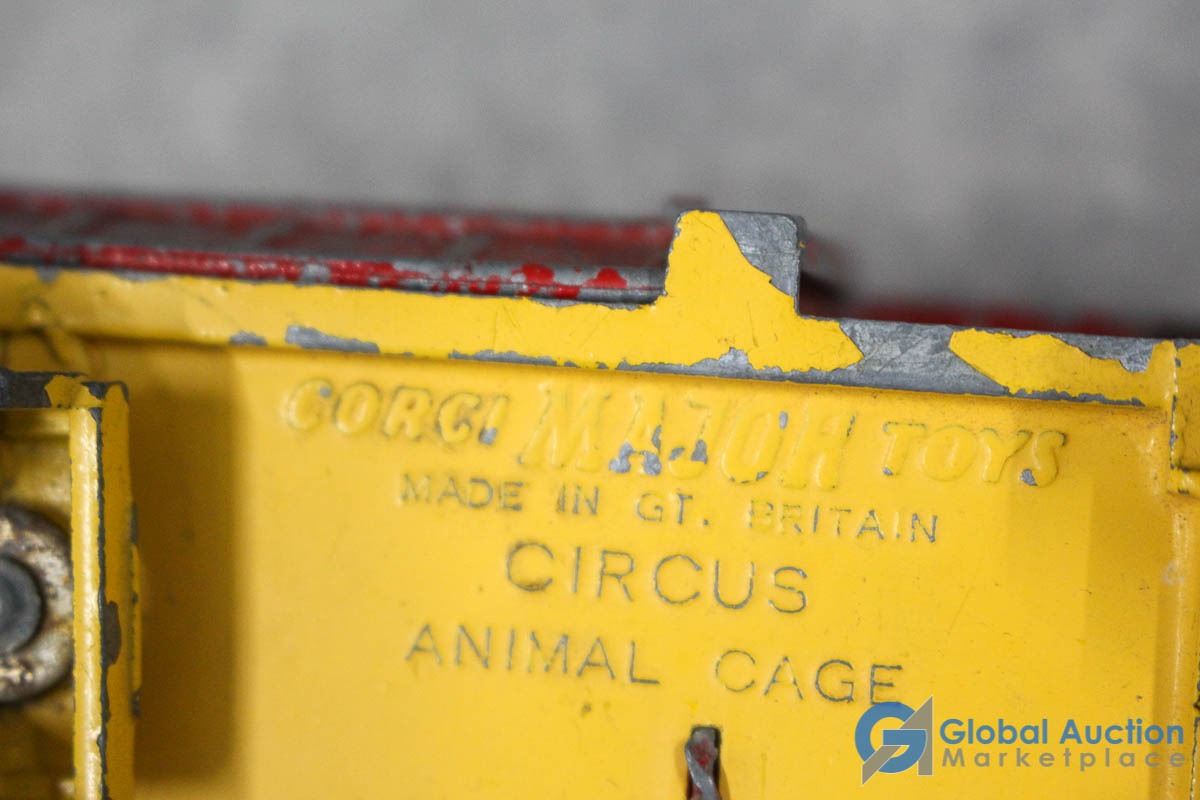 CORGI MAJOR TOYS
MADE IN GT. BRITAIN
CIRCUS
ANIMAL CAGE
Global Auction
Marketplace